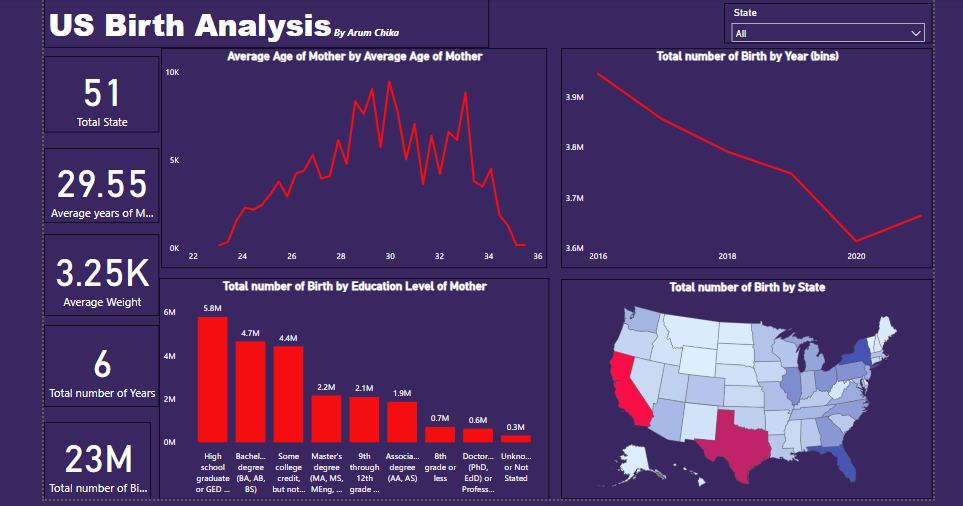 US Birth Analysis By Arum Chika
State
All
51
Total State
29.55
Average years of M...
3.25K
Average Weight
6
Total number of Years
23M
Total number of Bi...
Average Age of Mother by Average Age of Mother
10K
5K
0K
22 24 26 28 30 32 34 36
Total number of Birth by Year (bins)
3.9M
3.8M
3.7M
3.6M
2016 2018 2020
Total number of Birth by Education Level of Mother
6M
4M
2M
0M
5.8M 4.7M 4.4M 2.2M 2.1M 1.9M 0.7M 0.6M 0.3M
High school graduate or GED ...
Bachel... degree (BA, AB, BS)
Some college credit, but not...
Master's degree (MA, MS, MEng, ...
9th through 12th grade ...
Associa... degree (AA, AS)
8th grade or less
Doctor... (PhD, EdD) or Profess...
Unkno... or Not Stated
Total number of Birth by State